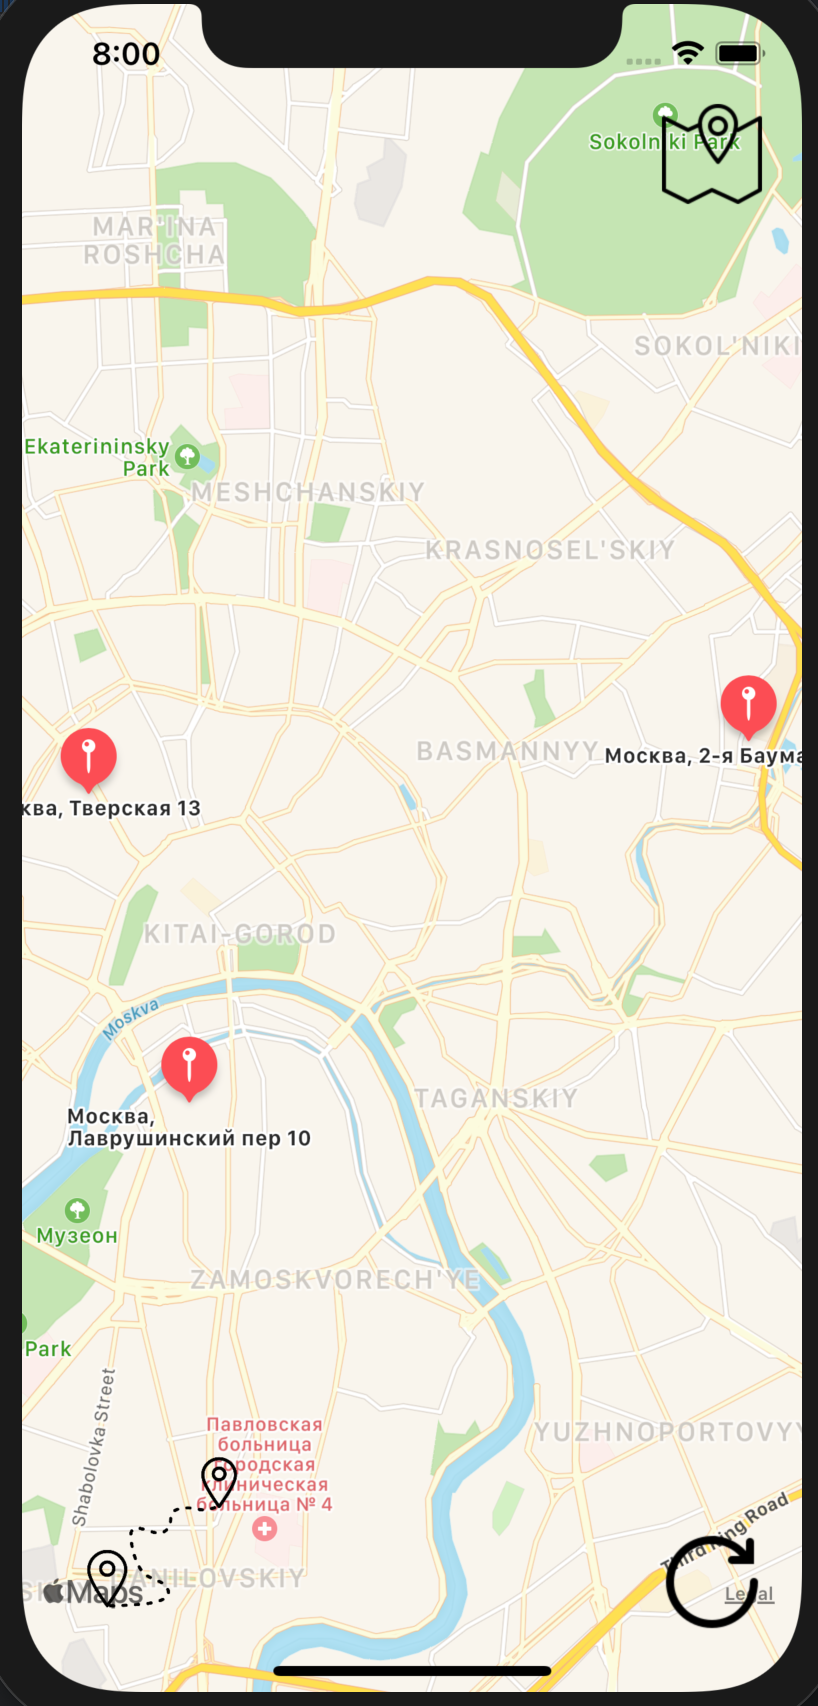 8:00
Sokolniki Park
MAR'INA
ROSHCHA
SOKOL'NIKI
Ekaterininsky
Park
MESHCHANSKIY
KRASNOSEL'SKIY
BASMANNYY
Москва, 2-я Баума
ква, Тверская 13
KITAI-GOROD
Moskva
TAGANSKIY
Москва,
Лаврушинский пер 10
Музеон
ZAMOSKVORECH'YE
Park
Shabolovka Street
Павловская
больница
городская
клиническая
больница № 4
YUZHNOPORTOVYY
Third Ring Road
DANILOVSKIY
Maps
Legal